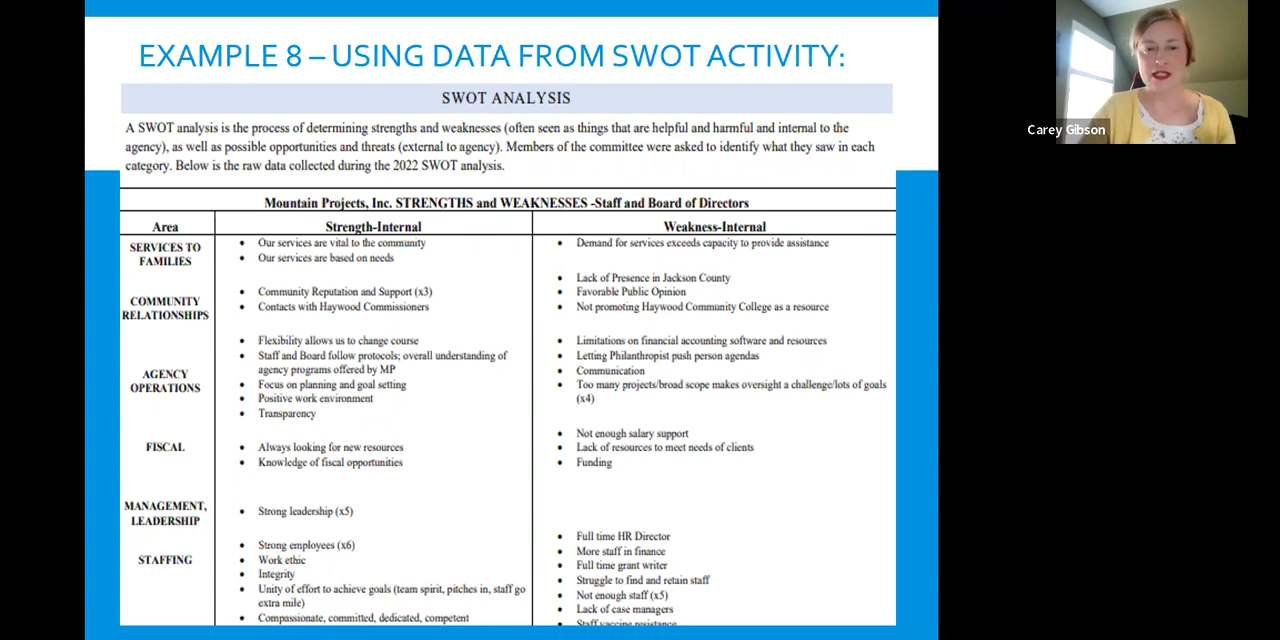 EXAMPLE 8 – USING DATA FROM SWOT ACTIVITY:
Carey Gibson
SWOT ANALYSIS
A SWOT analysis is the process of determining strengths and weaknesses (often seen as things that are helpful and harmful and internal to the
agency), as well as possible opportunities and threats (external to agency). Members of the committee were asked to identify what they saw in each
category. Below is the raw data collected during the 2022 SWOT analysis.
Mountain Projects, Inc. STRENGTHS and WEAKNESSES -Staff and Board of Directors
Area
Strength-Internal
Weakness-Internal
SERVICES TO
FAMILIES
• Our services are vital to the community
• Our services are based on needs
• Demand for services exceeds capacity to provide assistance
COMMUNITY
RELATIONSHIPS
• Community Reputation and Support (x3)
• Contacts with Haywood Commissioners
• Lack of Presence in Jackson County
• Favorable Public Opinion
• Not promoting Haywood Community College as a resource
AGENCY
OPERATIONS
• Flexibility allows us to change course
• Staff and Board follow protocols; overall understanding of
agency programs offered by MP
• Focus on planning and goal setting
• Positive work environment
• Transparency
• Limitations on financial accounting software and resources
• Letting Philanthropist push person agendas
• Communication
• Too many projects/broad scope makes oversight a challenge/lots of goals
(x4)
FISCAL
• Always looking for new resources
• Knowledge of fiscal opportunities
• Not enough salary support
• Lack of resources to meet needs of clients
• Funding
MANAGEMENT,
LEADERSHIP
• Strong leadership (x5)
STAFFING
• Strong employees (x6)
• Work ethic
• Integrity
• Unity of effort to achieve goals (team spirit, pitches in, staff go
extra mile)
• Compassionate, committed, dedicated, competent
• Full time HR Director
• More staff in finance
• Full time grant writer
• Struggle to find and retain staff
• Not enough staff (x5)
• Lack of case managers
• Staff vaccine resistance